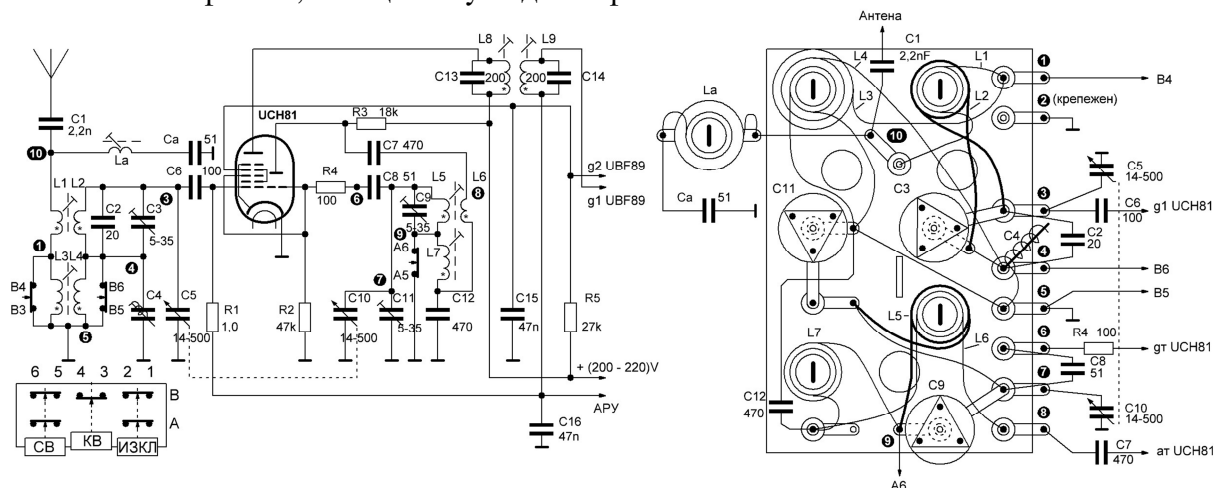 L8
L9
C13
200
200
C14
UCH81
R3 18k
C1
2,2n
10
La
Ca
51
C6
100
C7 470
R4
100
6
C8 51
L5
L6
8
g2 UBF89
g1 UBF89
L1 L2
3
C2
20
C3
5-35
C9
5-35
9
A6
A5
L7
1
L3 L4
4
7
B4
B3
B6
B5
5
C4
C5
14-500
R1
1.0
R2
47k
C10
14-500
C11
5-35
C12
470
C15
47n
R5
27k
+ (200 - 220)V
АРУ
C16
47n
6 5 4 3 2 1
B
A
СВ
КВ
ИЗКЛ
Антена
C1
2,2nF
L4
L1
1
B4
La
L3
L2
2 (крепежен)
10
C5
14-500
Ca
51
C11
C3
3
C6
100
g1 UCH81
C4
C2
20
4
B6
5
B5
L5
6
R4 100
gт UCH81
L7
L6
C8
51
7
C12
470
C9
C10
14-500
8
9
C7
470
ат UCH81
A6